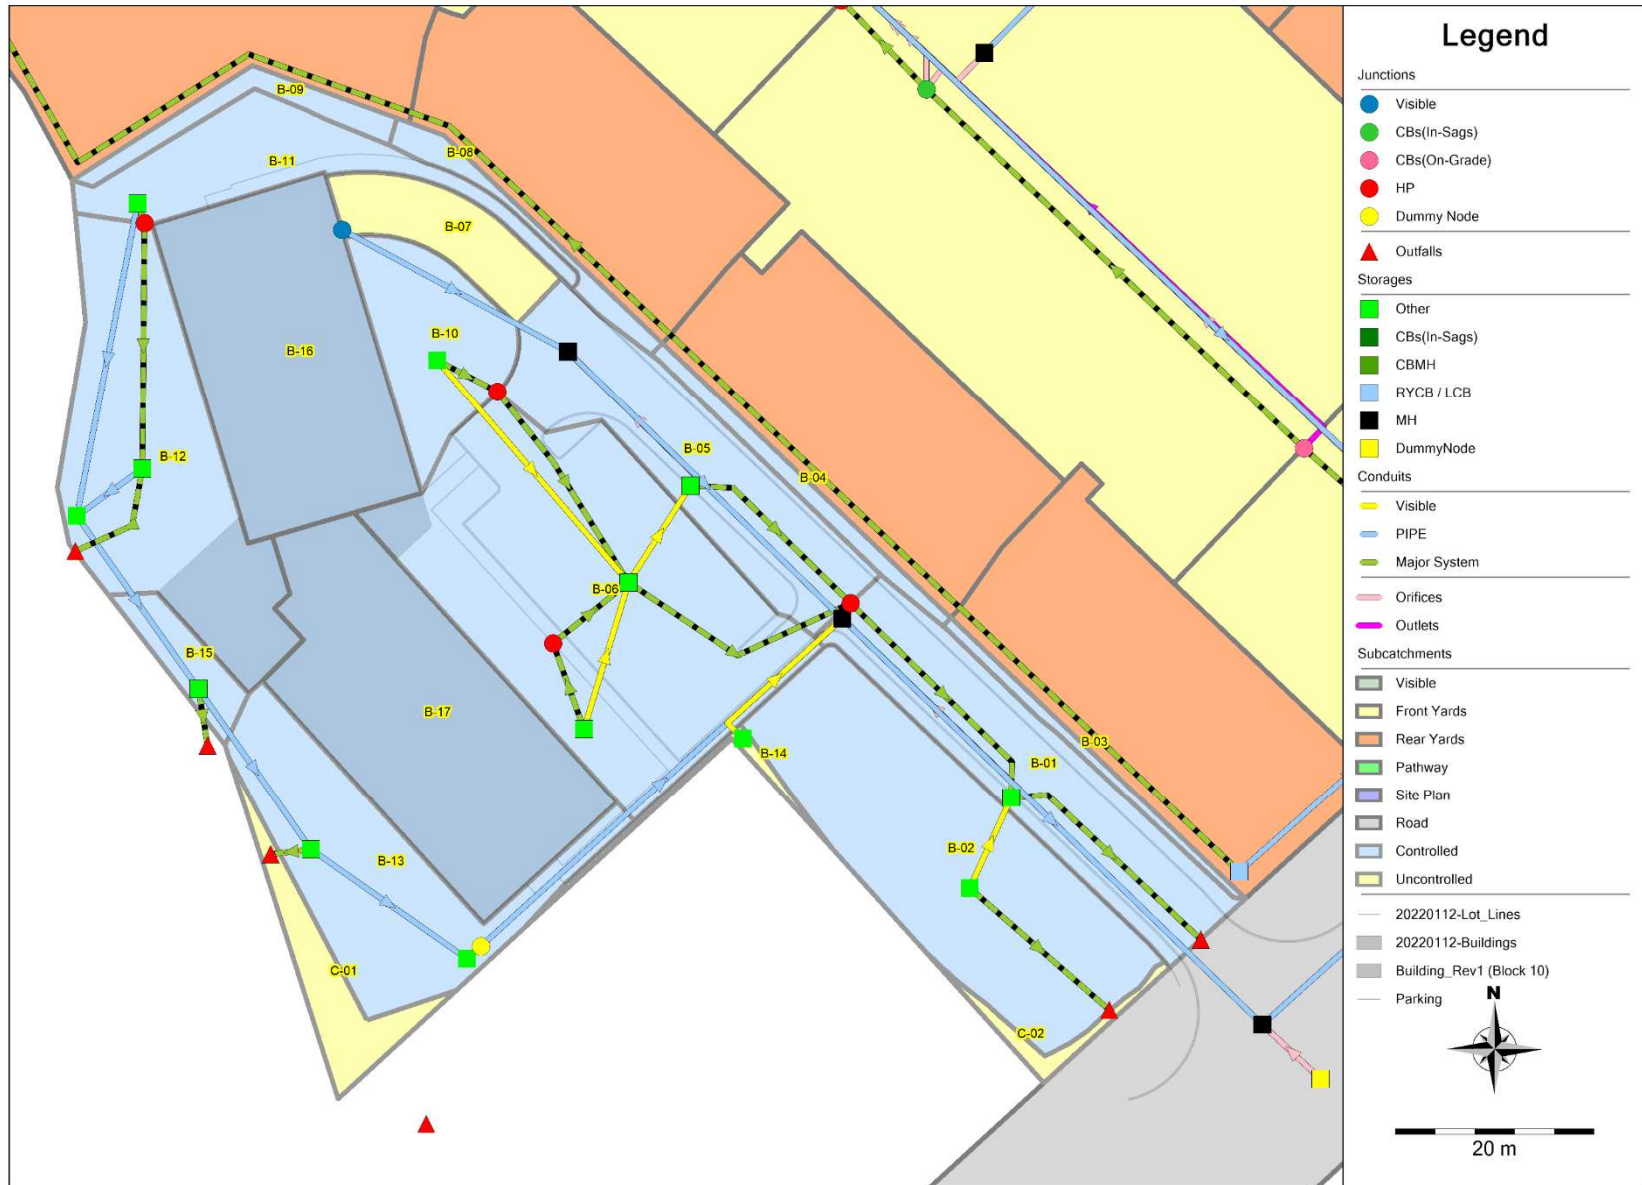 B-09
B-08
B-11
B-07
B-10
B-16
B-05
B-12
B-04
B-06
B-15
B-17
B-14
B-03
B-01
B-02
B-13
C-01
C-02
Legend
Junctions
Visible
CBs(In-Sags)
CBs(On-Grade)
HP
Dummy Node
Outfalls
Storages
Other
CBs(In-Sags)
CBMH
RYCB / LCB
MH
DummyNode
Conduits
Visible
PIPE
Major System
Orifices
Outlets
Subcatchments
Visible
Front Yards
Rear Yards
Pathway
Site Plan
Road
Controlled
Uncontrolled
20220112-Lot_Lines
20220112-Buildings
Building_Rev1 (Block 10)
Parking
N
20 m